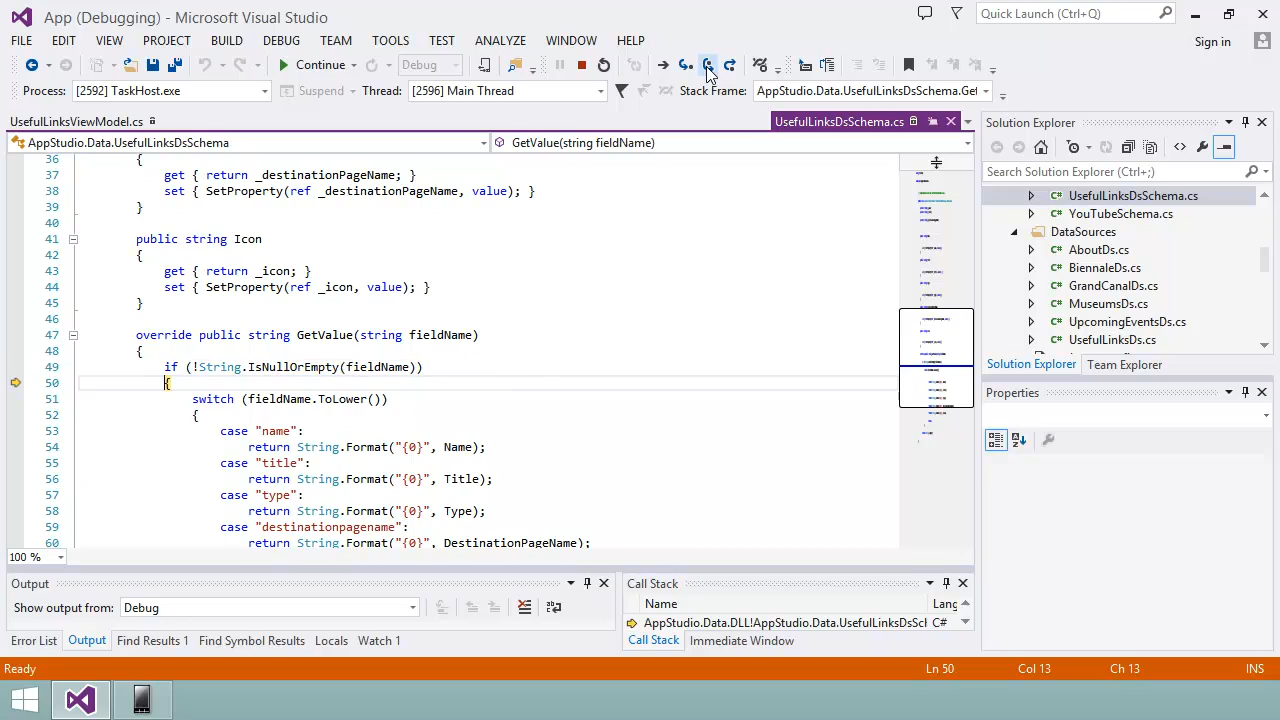 App (Debugging) - Microsoft Visual Studio
Quick Launch (Ctrl+Q)
FILE EDIT VIEW PROJECT BUILD DEBUG TEAM TOOLS TEST ANALYZE WINDOW HELP
Sign in
Continue
Debug
Process: [2592] TaskHost.exe
Suspend
Thread: [2596] Main Thread
Stack Frame: AppStudio.Data.UsefulLinksDsSchema.Get
UsefulLinksViewModel.cs
UsefulLinksDsSchema.cs
AppStudio.Data.UsefulLinksDsSchema
GetValue(string fieldName)
36 {
37 get { return _destinationPageName; }
38 set { SetProperty(ref _destinationPageName, value); }
39 }
40
41 public string Icon
42 {
43 get { return _icon; }
44 set { SetProperty(ref _icon, value); }
45 }
46
47 override public string GetValue(string fieldName)
48 {
49 if (!String.IsNullOrEmpty(fieldName))
50 {
51 switch (fieldName.ToLower())
52 {
53 case "name":
54 return String.Format("{0}", Name);
55 case "title":
56 return String.Format("{0}", Title);
57 case "type":
58 return String.Format("{0}", Type);
59 case "destinationpagename":
60 return String.Format("{0}", DestinationPageName);
100 %
Solution Explorer
Search Solution Explorer (Ctrl+;)
C# UsefulLinksDsSchema.cs
C# YouTubeSchema.cs
DataSources
C# AboutDs.cs
C# BiennaleDs.cs
C# GrandCanalDs.cs
C# MuseumsDs.cs
C# UpcomingEventsDs.cs
C# UsefulLinksDs.cs
Solution Explorer Team Explorer
Properties
Output
Show output from: Debug
Error List Output Find Results 1 Find Symbol Results Locals Watch 1
Call Stack
Name Lang
AppStudio.Data.DLL!AppStudio.Data.UsefulLinksDsScl C#
Call Stack Immediate Window
Ready Ln 50 Col 13 Ch 13 INS